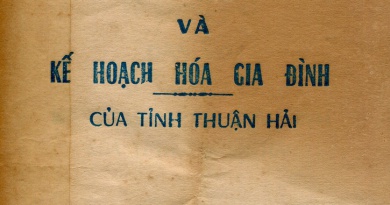 VÀ
KẾ HOẠCH HÓA GIA ĐÌNH
CỦA TỈNH THUẬN HẢI